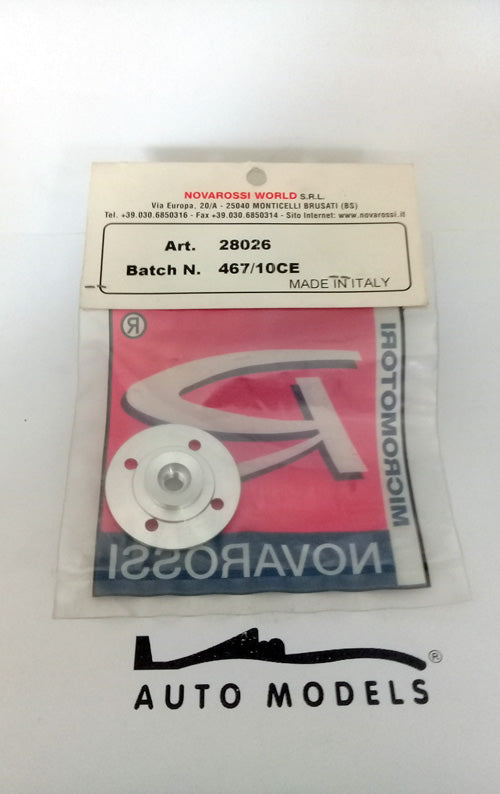 NOVAROSSI WORLD S.R.L.
Via Europa, 20/A - 25040 MONTICELLI BRUSATI (BS)
Tel. +39.030.6850316 - Fax +39.030.6850314 - Sito Internet: www.novarossi.it
Art. 28026
Batch N. 467/10CE
MADE IN ITALY
®
MICROMOTORI
NOVAROSSI
®
AUTO MODELS